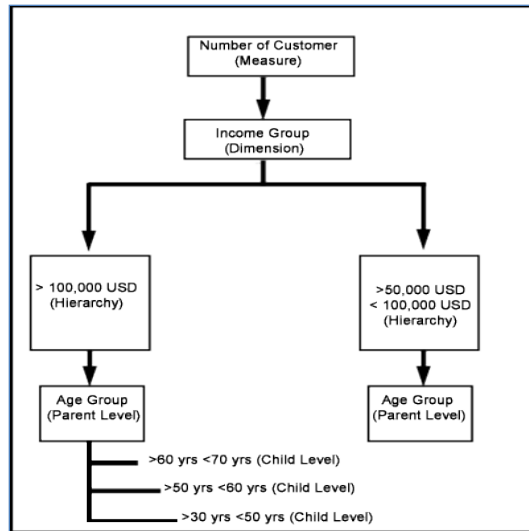 Number of Customer
(Measure)
Income Group
(Dimension)
> 100,000 USD
(Hierarchy)
>50,000 USD
< 100,000 USD
(Hierarchy)
Age Group
(Parent Level)
Age Group
(Parent Level)
>60 yrs <70 yrs (Child Level)
>50 yrs <60 yrs (Child Level)
>30 yrs <50 yrs (Child Level)